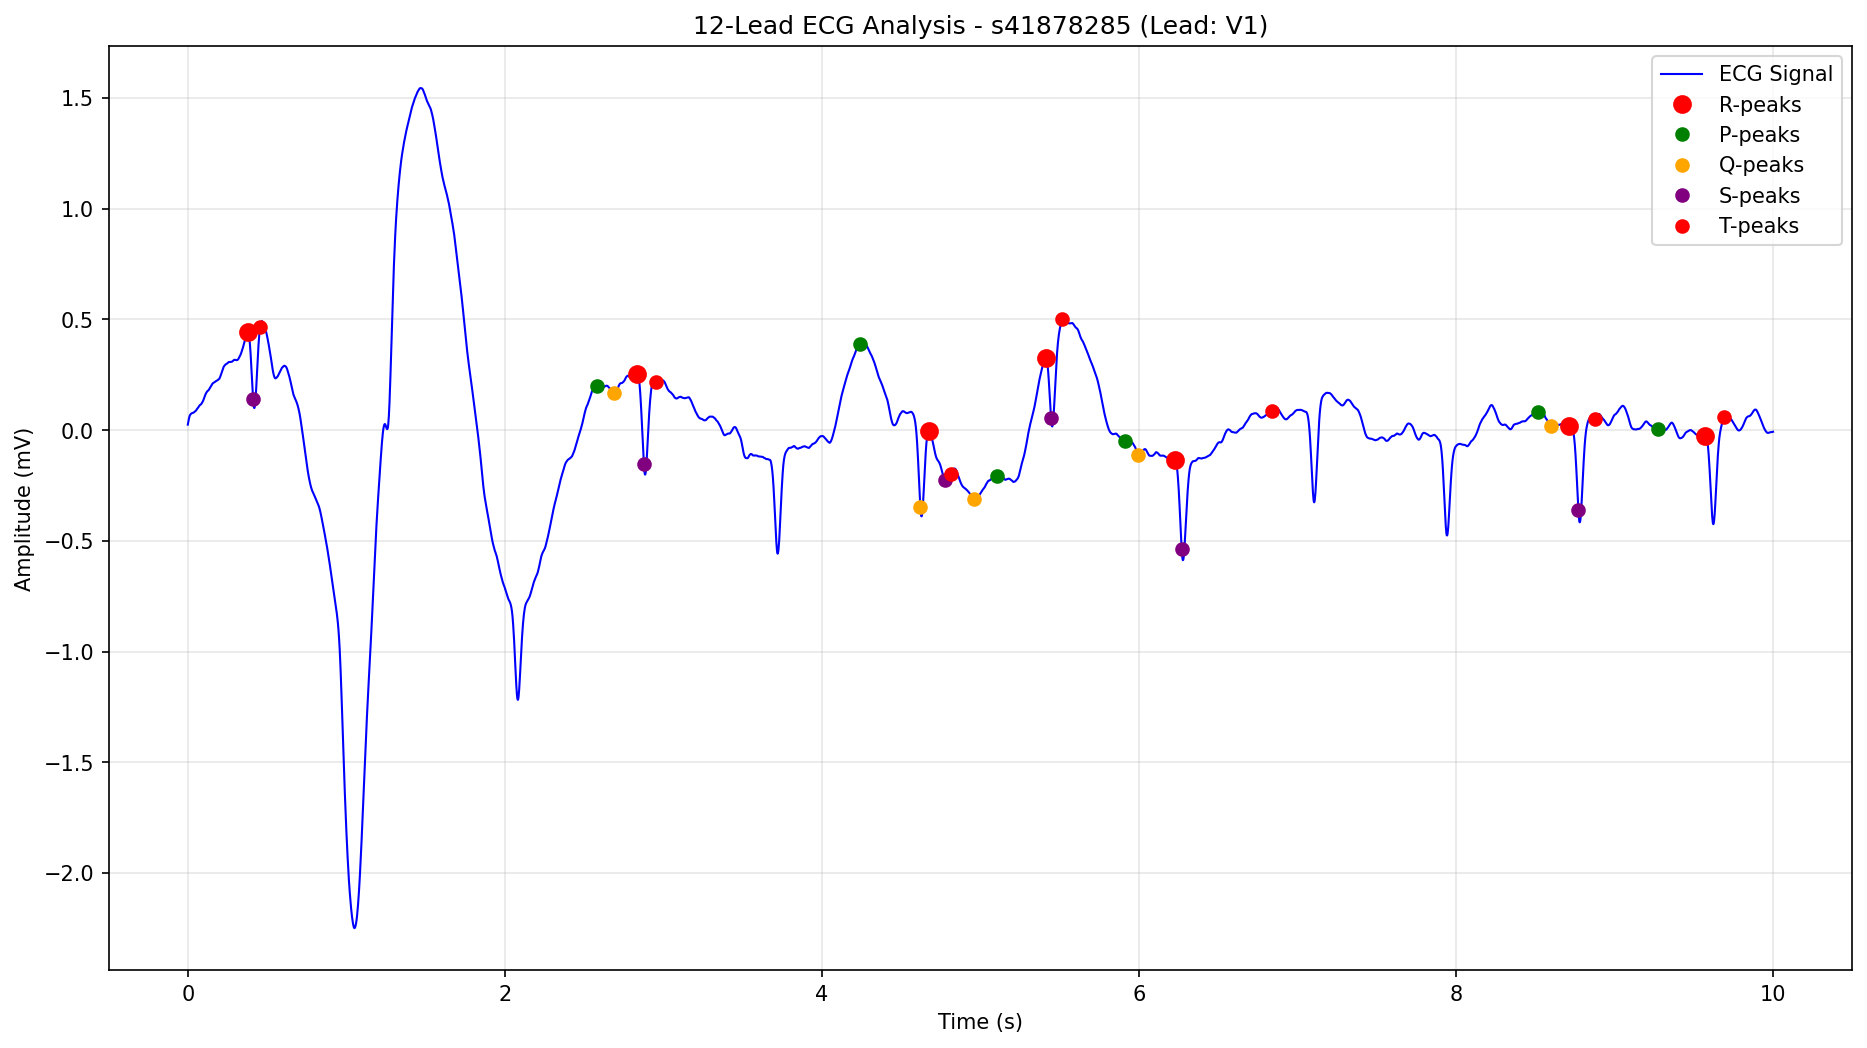 12-Lead ECG Analysis - s41878285 (Lead: V1)
ECG Signal
R-peaks
P-peaks
Q-peaks
S-peaks
T-peaks
Amplitude (mV)
1.5
1.0
0.5
0.0
−0.5
−1.0
−1.5
−2.0
0 2 4 6 8 10
Time (s)